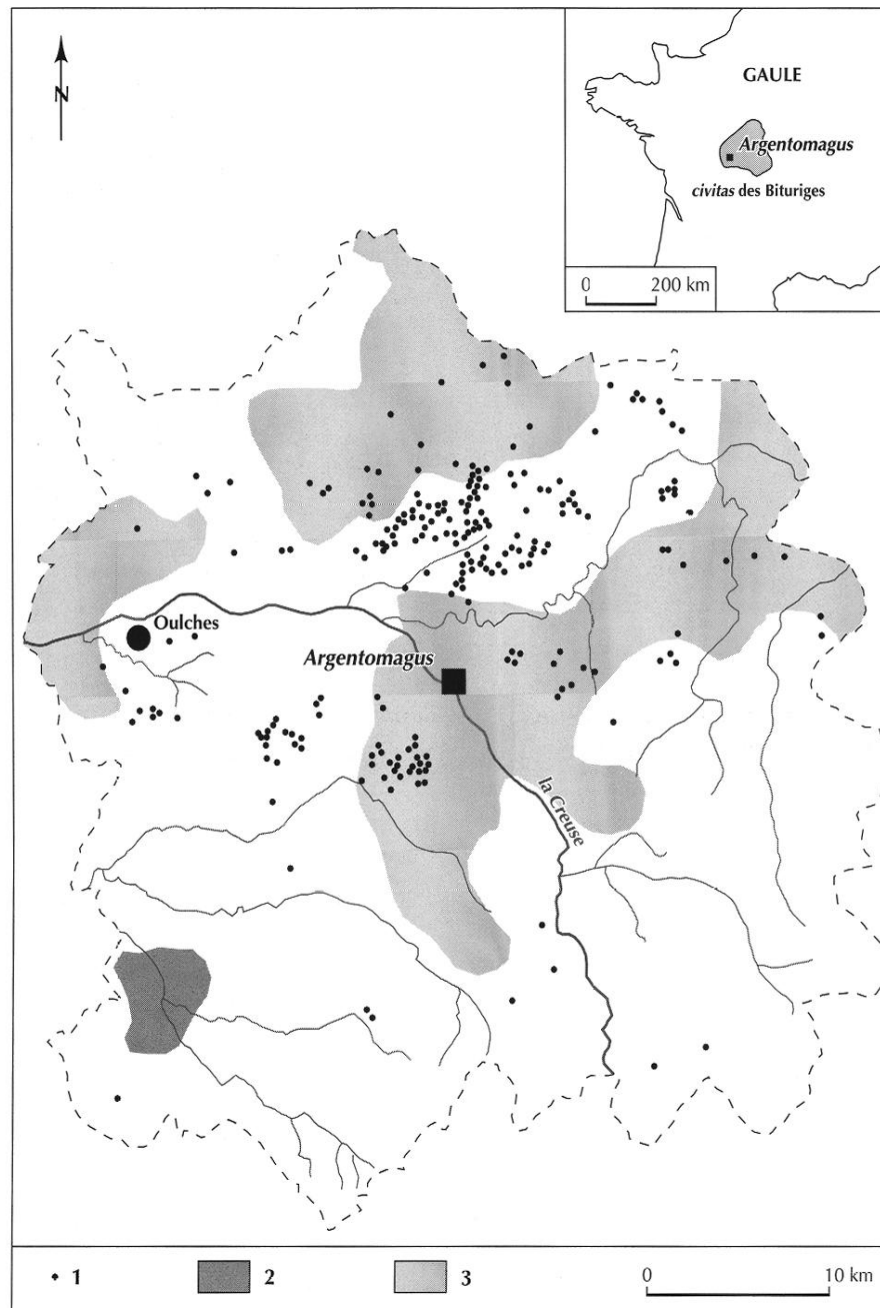 N
GAULE
Argentomagus
civitas des Bituriges
0 200 km
Oulches
Argentomagus
la Creuse
1 2 3 0 10 km